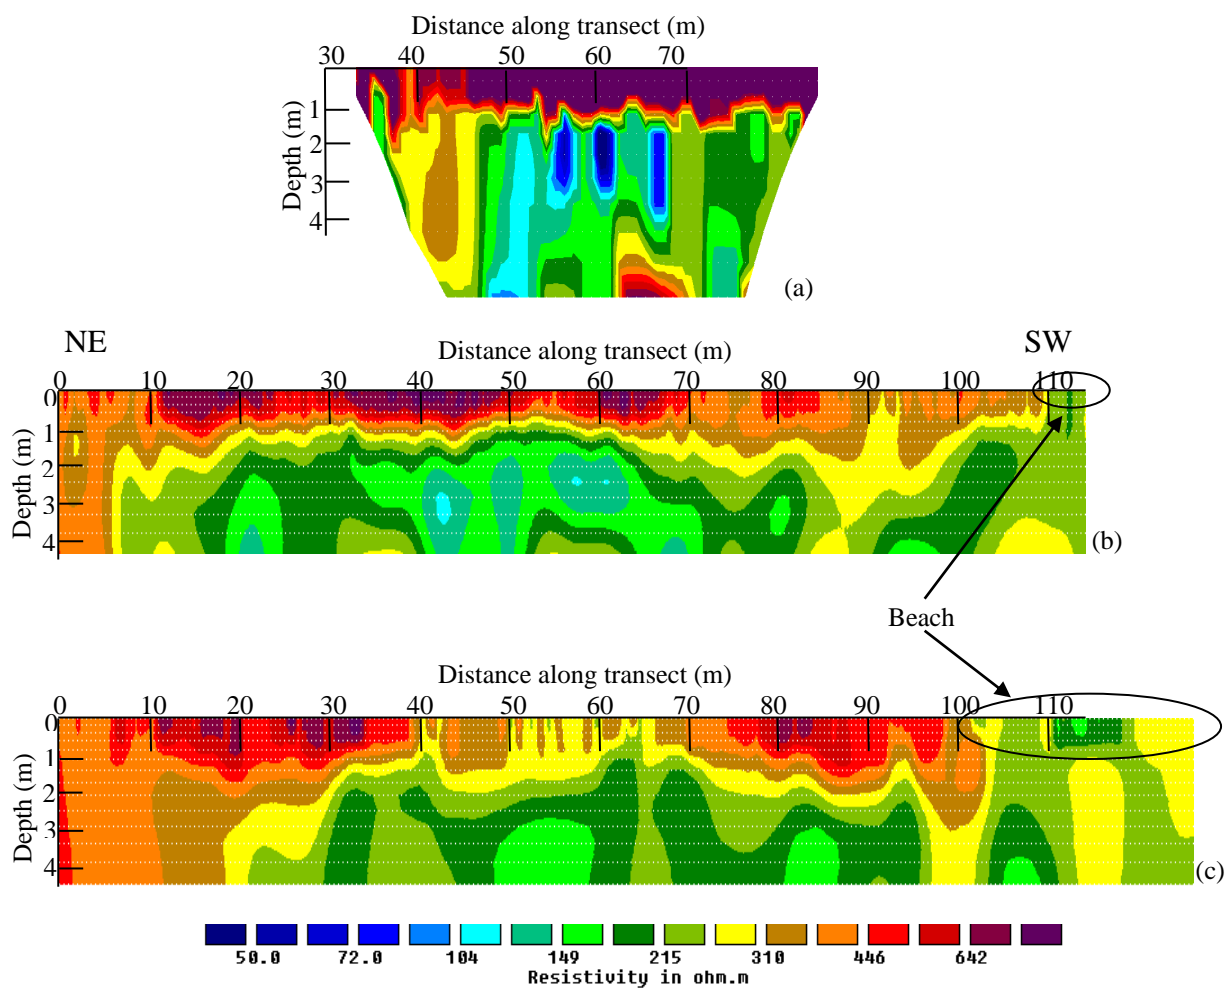 Distance along transect (m)
30 40 50 60 70
Depth (m)
1
2
3
4
(a)
NE
SW
Distance along transect (m)
0 10 20 30 40 50 60 70 80 90 100 110
Depth (m)
0
1
2
3
4
(b)
Beach
Distance along transect (m)
0 10 20 30 40 50 60 70 80 90 100 110
Depth (m)
0
1
2
3
4
(c)
50.0 72.0 104 149 215 310 446 642
Resistivity in ohm.m